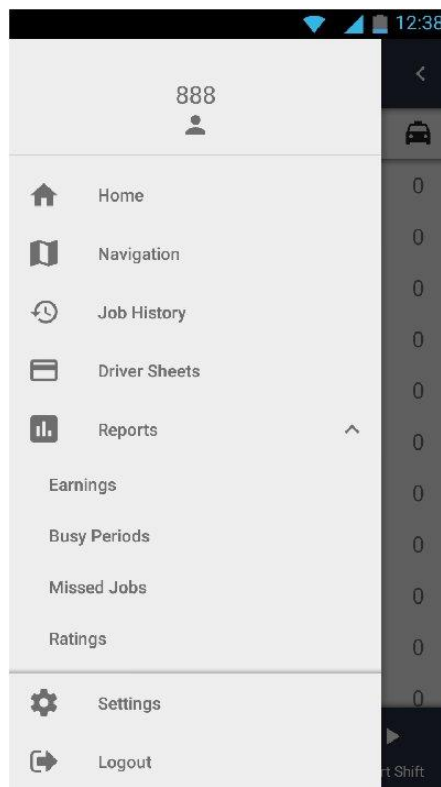 12:38
888
Home
Navigation
Job History
Driver Sheets
Reports
Earnings
Busy Periods
Missed Jobs
Ratings
Settings
Logout
0
0
0
0
0
0
0
0
0
0
0
Shift